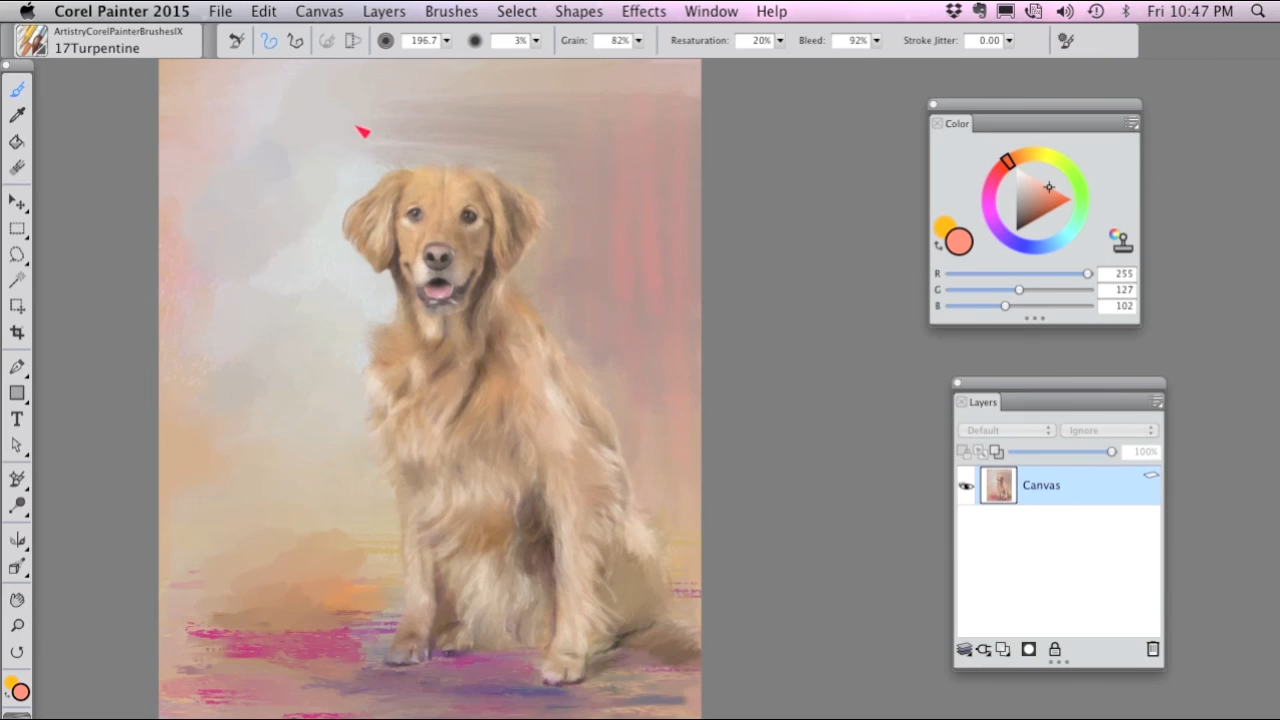 Corel Painter 2015 File Edit Canvas Layers Brushes Select Shapes Effects Window Help Fri 10:47 PM
ArtistryCorelPainterBrushesIX
17Turpentine
196.7 3% Grain: 82% Resaturation: 20% Bleed: 92% Stroke Jitter: 0.00
Color
R 255
G 127
B 102
Layers
Default Ignore
100%
Canvas
T